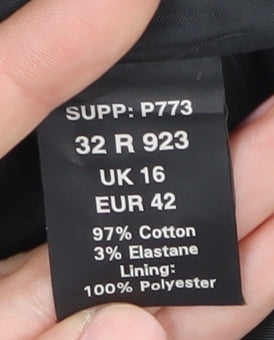 SUPP: P773
32 R 923
UK 16
EUR 42
97% Cotton
3% Elastane
Lining:
100% Polyester